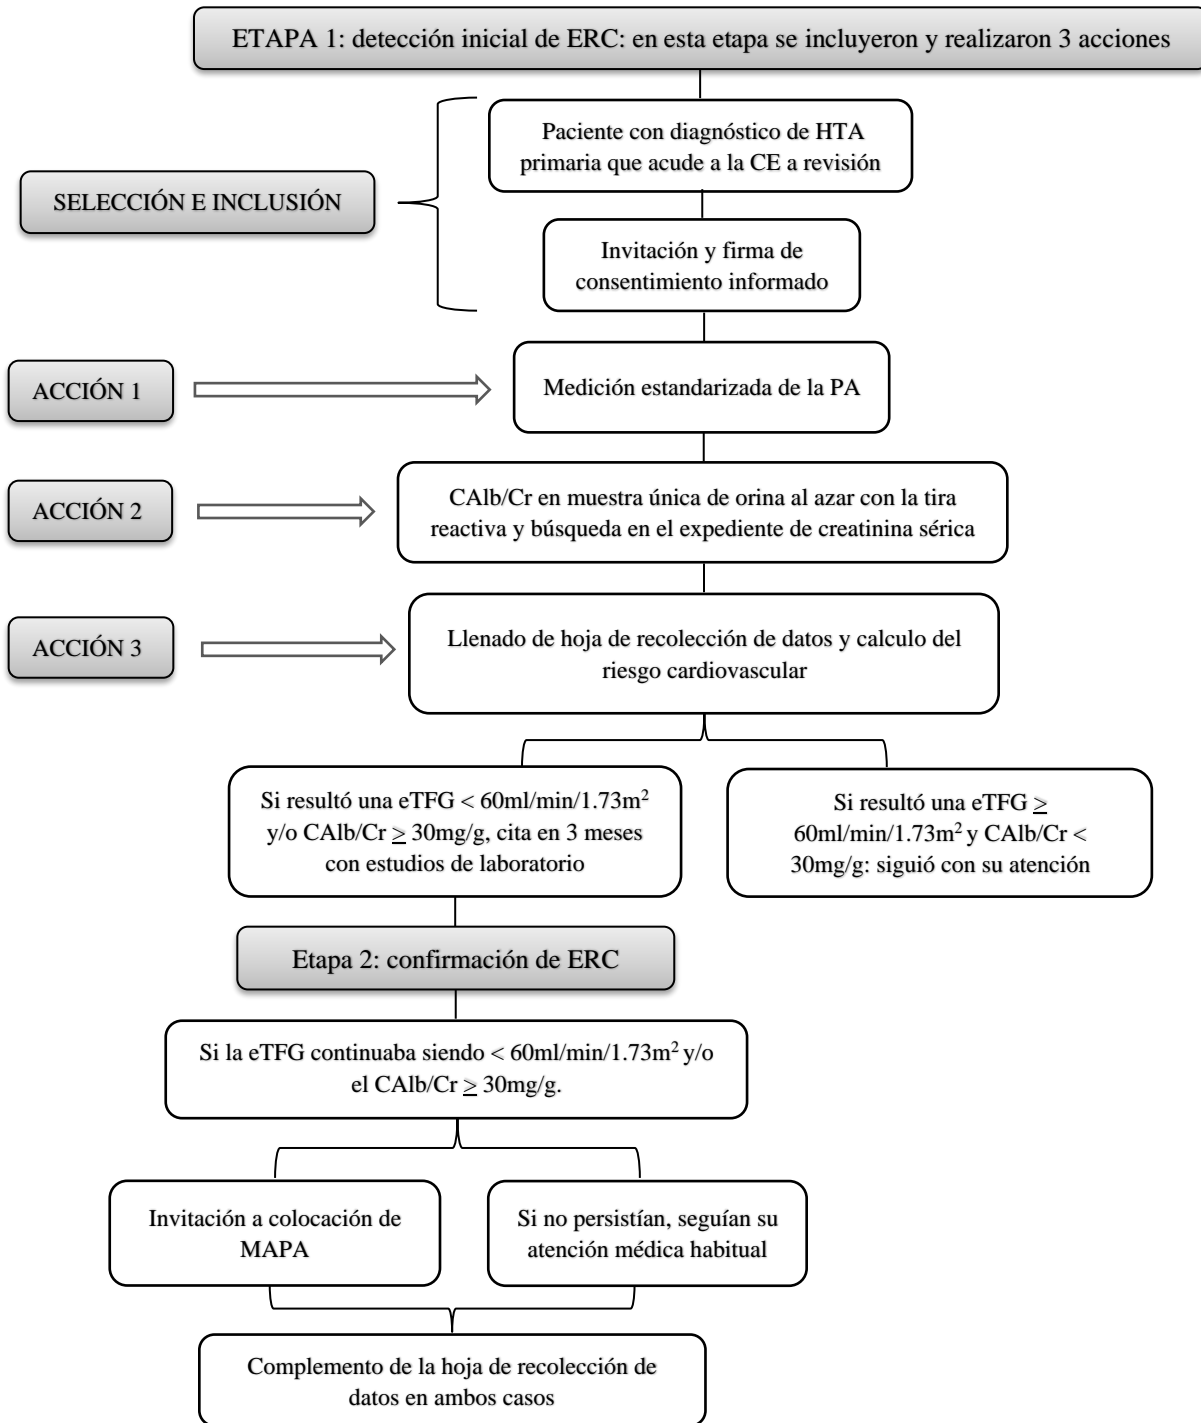 ETAPA 1: detección inicial de ERC: en esta etapa se incluyeron y realizaron 3 acciones
Paciente con diagnóstico de HTA
primaria que acude a la CE a revisión
SELECCIÓN E INCLUSIÓN
Invitación y firma de
consentimiento informado
ACCIÓN 1
Medición estandarizada de la PA
ACCIÓN 2
CAlb/Cr en muestra única de orina al azar con la tira
reactiva y búsqueda en el expediente de creatinina sérica
ACCIÓN 3
Llenado de hoja de recolección de datos y calculo del
riesgo cardiovascular
Si resultó una eTFG < 60ml/min/1.73m²
y/o CAlb/Cr ≥ 30mg/g, cita en 3 meses
con estudios de laboratorio
Si resultó una eTFG ≥
60ml/min/1.73m² y CAlb/Cr <
30mg/g: siguió con su atención
Etapa 2: confirmación de ERC
Si la eTFG continuaba siendo < 60ml/min/1.73m² y/o
el CAlb/Cr ≥ 30mg/g.
Invitación a colocación de
MAPA
Si no persistían, seguían su
atención médica habitual
Complemento de la hoja de recolección de
datos en ambos casos